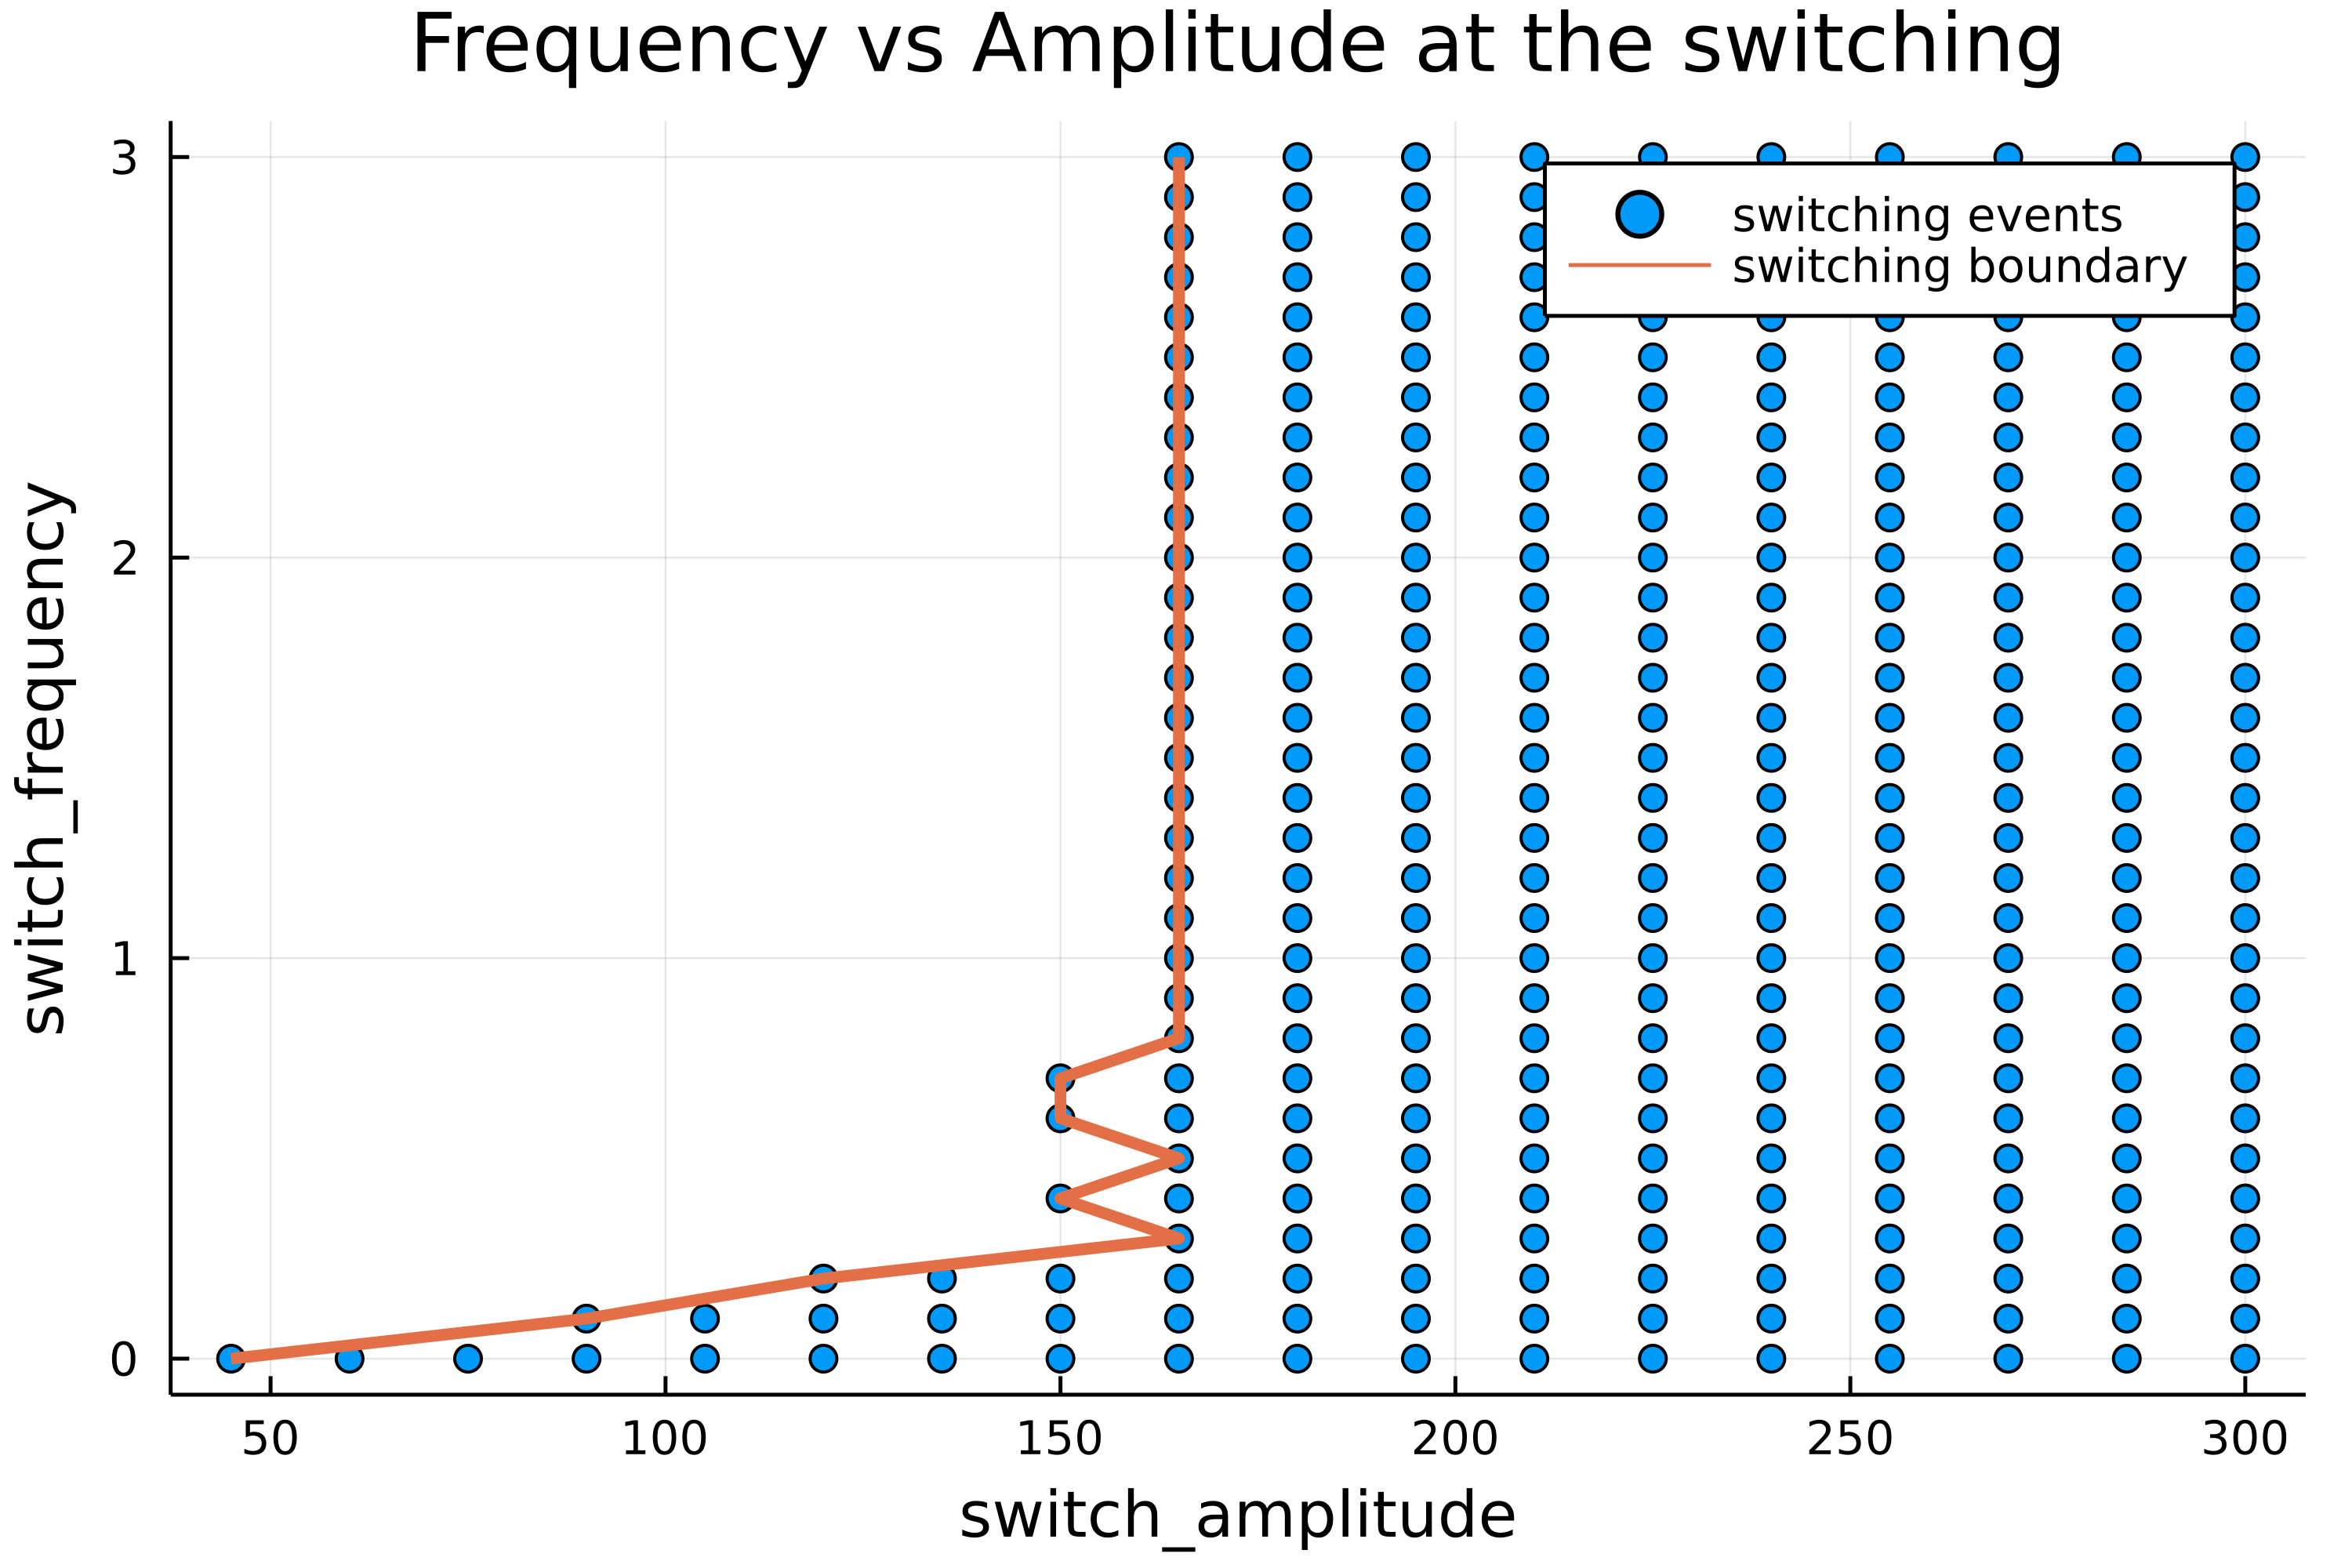 Frequency vs Amplitude at the switching
switching events
switching boundary
switch_frequency
3
2
1
0
50 100 150 200 250 300
switch_amplitude